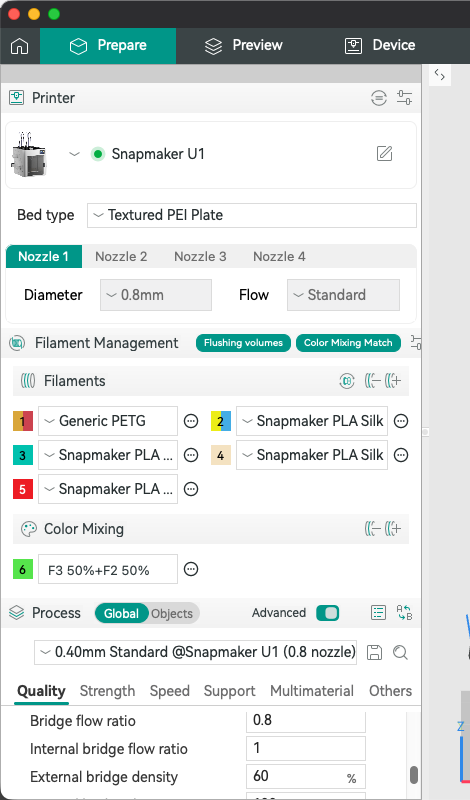 Prepare Preview Device
Printer
Snapmaker U1
Bed type Textured PEI Plate
Nozzle 1 Nozzle 2 Nozzle 3 Nozzle 4
Diameter 0.8mm Flow Standard
Filament Management Flushing volumes Color Mixing Match
Filaments
1 Generic PETG 2 Snapmaker PLA Silk
3 Snapmaker PLA ... 4 Snapmaker PLA Silk
5 Snapmaker PLA ...
Color Mixing
6 F3 50%+F2 50%
Process Global Objects Advanced
0.40mm Standard @Snapmaker U1 (0.8 nozzle)
Quality Strength Speed Support Multimaterial Others
Bridge flow ratio 0.8
Internal bridge flow ratio 1
External bridge density 60 %
Z